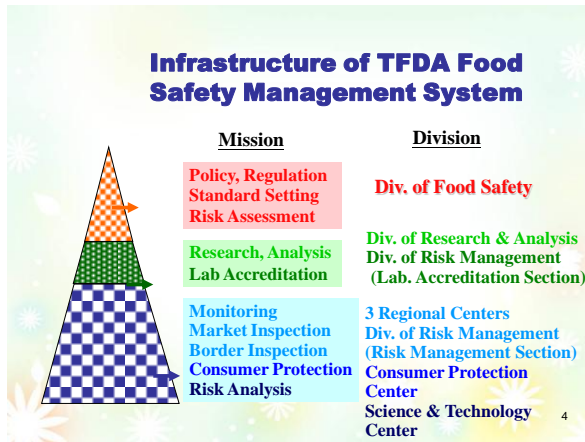 Infrastructure of TFDA Food
Safety Management System
Mission
Division
Policy, Regulation
Standard Setting
Risk Assessment
Div. of Food Safety
Research, Analysis
Lab Accreditation
Div. of Research & Analysis
Div. of Risk Management
(Lab. Accreditation Section)
Monitoring
Market Inspection
Border Inspection
Consumer Protection
Risk Analysis
3 Regional Centers
Div. of Risk Management
(Risk Management Section)
Consumer Protection
Center
Science & Technology
Center
4